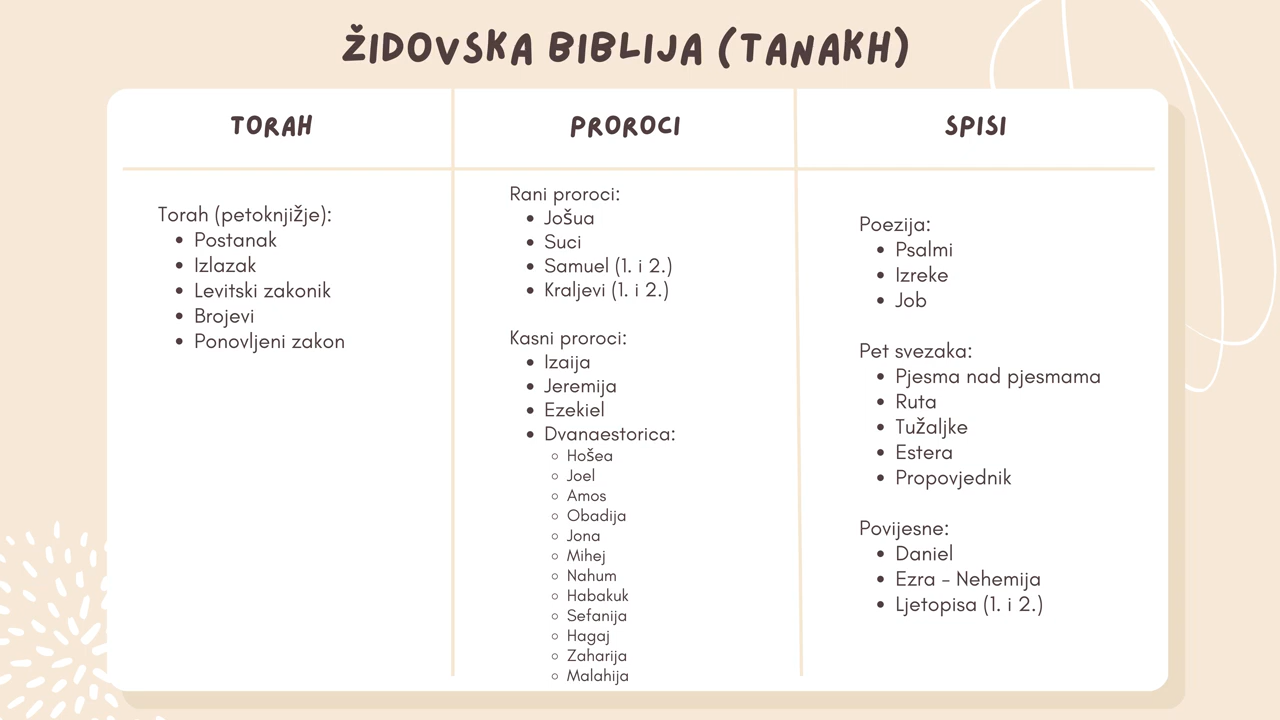 ŽIDOVSKA BIBLIJA (TANAKH)
TORAH
Torah (petoknjižje):
• Postanak
• Izlazak
• Levitski zakonik
• Brojevi
• Ponovljeni zakon
PROROCI
Rani proroci:
• Jošua
• Suci
• Samuel (1. i 2.)
• Kraljevi (1. i 2.)
Kasni proroci:
• Izaija
• Jeremija
• Ezekiel
• Dvanaestorica:
◦ Hošea
◦ Joel
◦ Amos
◦ Obadija
◦ Jona
◦ Mihej
◦ Nahum
◦ Habakuk
◦ Sefanija
◦ Hagaj
◦ Zaharija
◦ Malahija
SPISI
Poezija:
• Psalmi
• Izreke
• Job
Pet svezaka:
• Pjesma nad pjesmama
• Ruta
• Tužaljke
• Estera
• Propovjednik
Povijesne:
• Daniel
• Ezra - Nehemija
• Ljetopisa (1. i 2.)